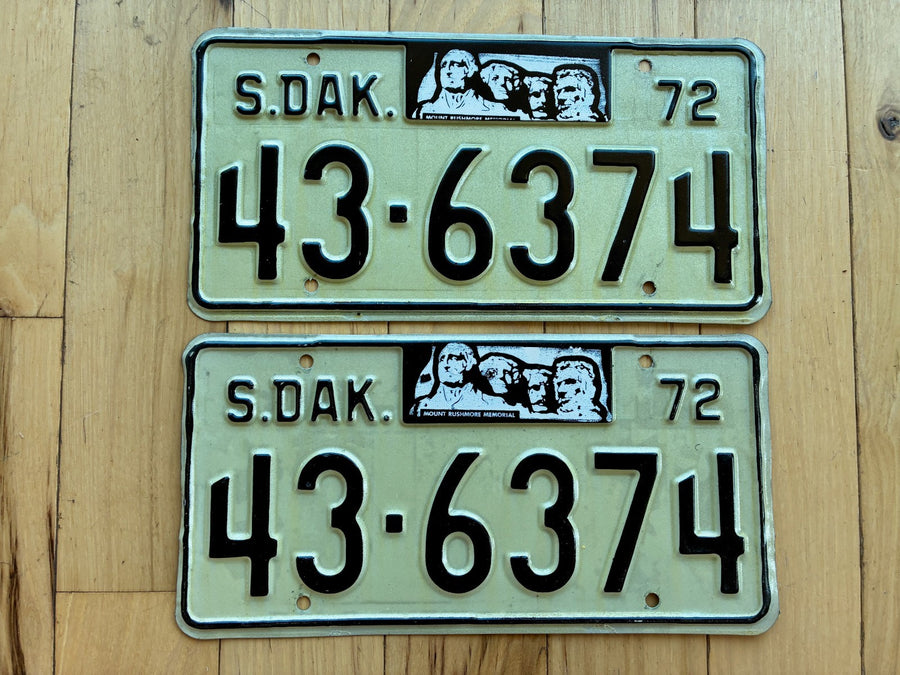 S.DAK. 72
MOUNT RUSHMORE MEMORIAL
43-6374
S.DAK. 72
MOUNT RUSHMORE MEMORIAL
43-6374